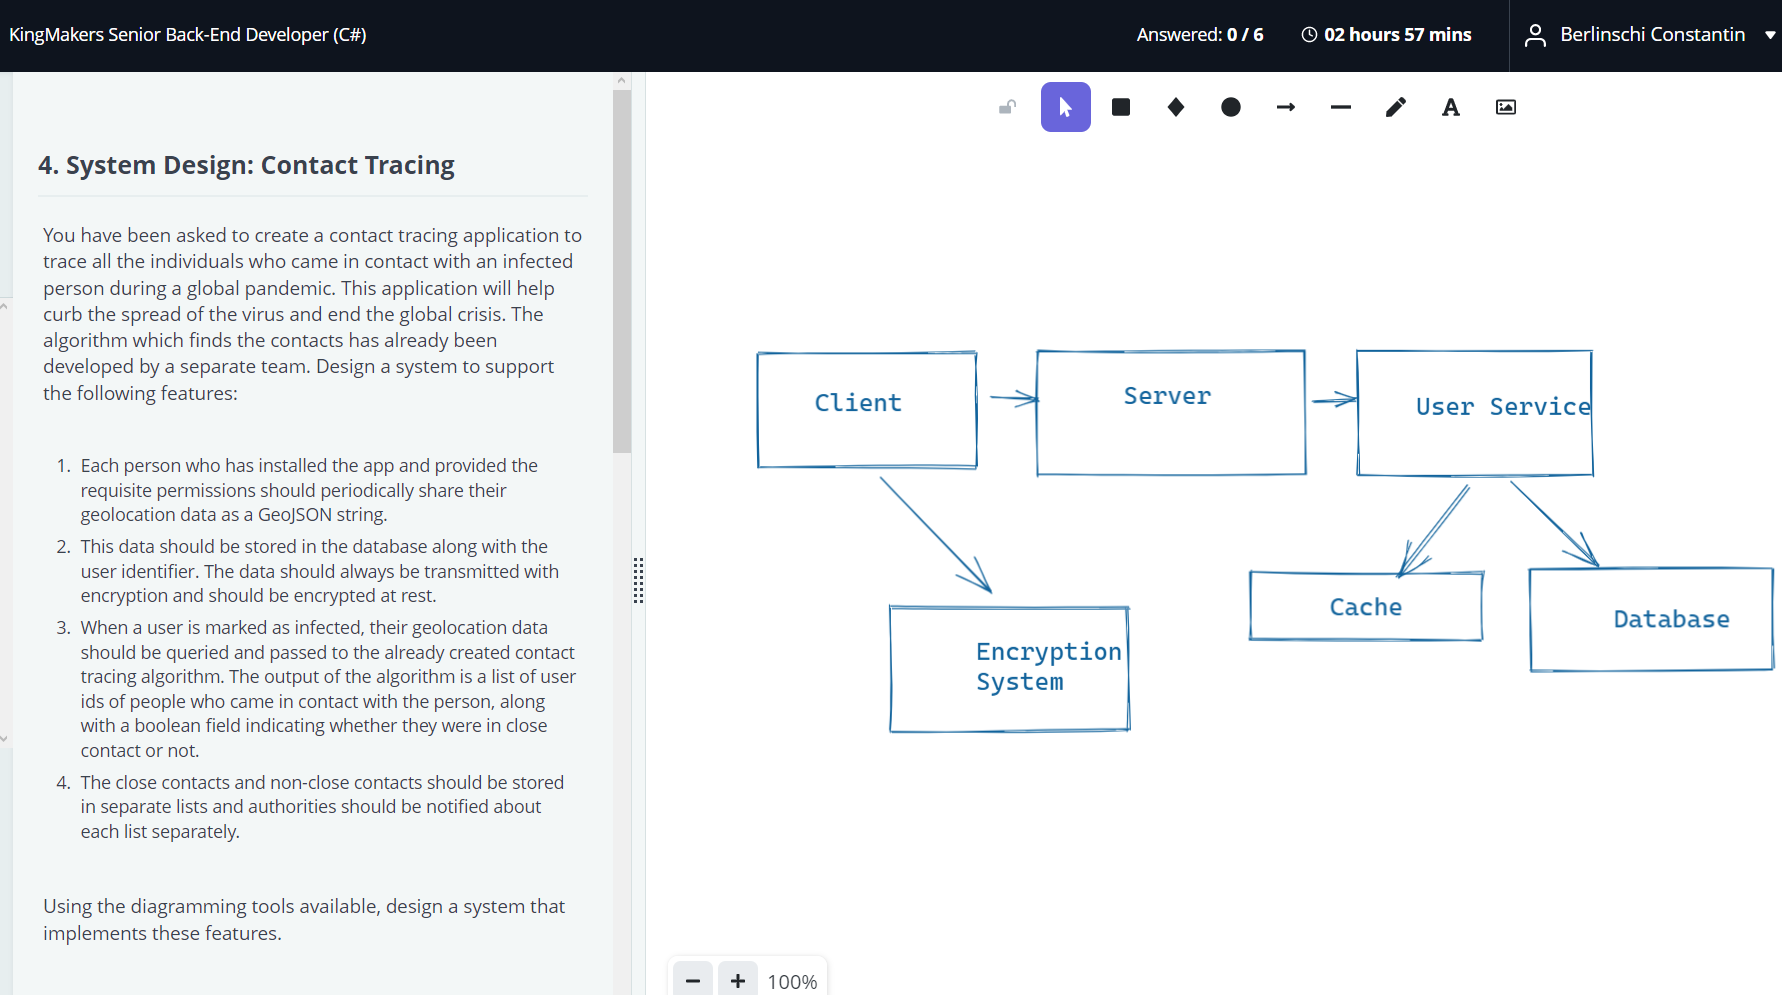 KingMakers Senior Back-End Developer (C#)
Answered: 0 / 6
02 hours 57 mins
Berlinschi Constantin
4. System Design: Contact Tracing
You have been asked to create a contact tracing application to
trace all the individuals who came in contact with an infected
person during a global pandemic. This application will help
curb the spread of the virus and end the global crisis. The
algorithm which finds the contacts has already been
developed by a separate team. Design a system to support
the following features:
1. Each person who has installed the app and provided the
requisite permissions should periodically share their
geolocation data as a GeoJSON string.
2. This data should be stored in the database along with the
user identifier. The data should always be transmitted with
encryption and should be encrypted at rest.
3. When a user is marked as infected, their geolocation data
should be queried and passed to the already created contact
tracing algorithm. The output of the algorithm is a list of user
ids of people who came in contact with the person, along
with a boolean field indicating whether they were in close
contact or not.
4. The close contacts and non-close contacts should be stored
in separate lists and authorities should be notified about
each list separately.
Using the diagramming tools available, design a system that
implements these features.
A
Client
Server
User Service
Encryption
System
Cache
Database
− + 100%